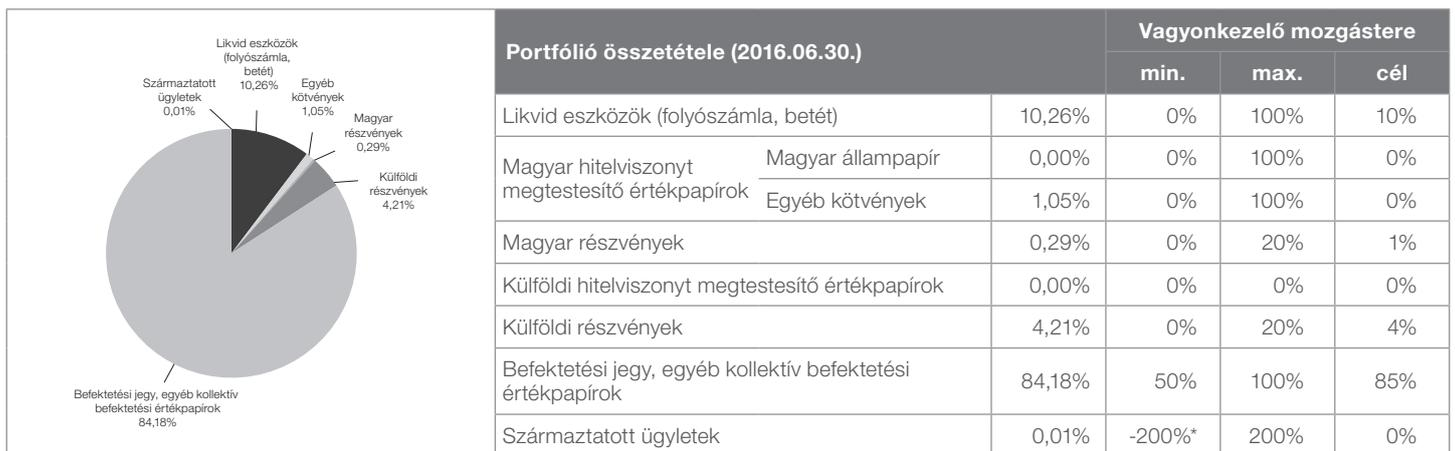 Likvid eszközök
(folyószámla,
betét)
10,26%
Származtatott
ügyletek
0,01%
Egyéb
kötvények
1,05%
Magyar
részvények
0,29%
Külföldi
részvények
4,21%
Befektetési jegy, egyéb kollektív
befektetési értékpapírok
84,18%
Portfólió összetétele (2016.06.30.)
Vagyonkezelő mozgástere
min. max. cél
Likvid eszközök (folyószámla, betét) 10,26% 0% 100% 10%
Magyar hitelviszonyt
megtestesítő értékpapírok
Magyar állampapír 0,00% 0% 100% 0%
Egyéb kötvények 1,05% 0% 100% 0%
Magyar részvények 0,29% 0% 20% 1%
Külföldi hitelviszonyt megtestesítő értékpapírok 0,00% 0% 0% 0%
Külföldi részvények 4,21% 0% 20% 4%
Befektetési jegy, egyéb kollektív befektetési
értékpapírok 84,18% 50% 100% 85%
Származtatott ügyletek 0,01% -200%* 200% 0%